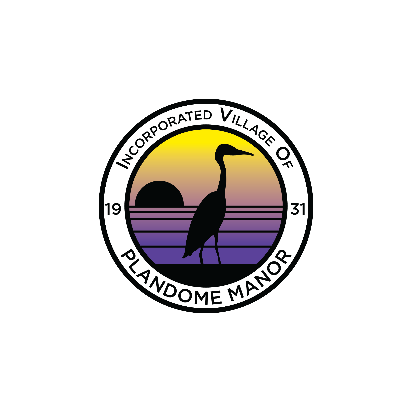 Incorporated Village Of
19 31
PLANDOME MANOR